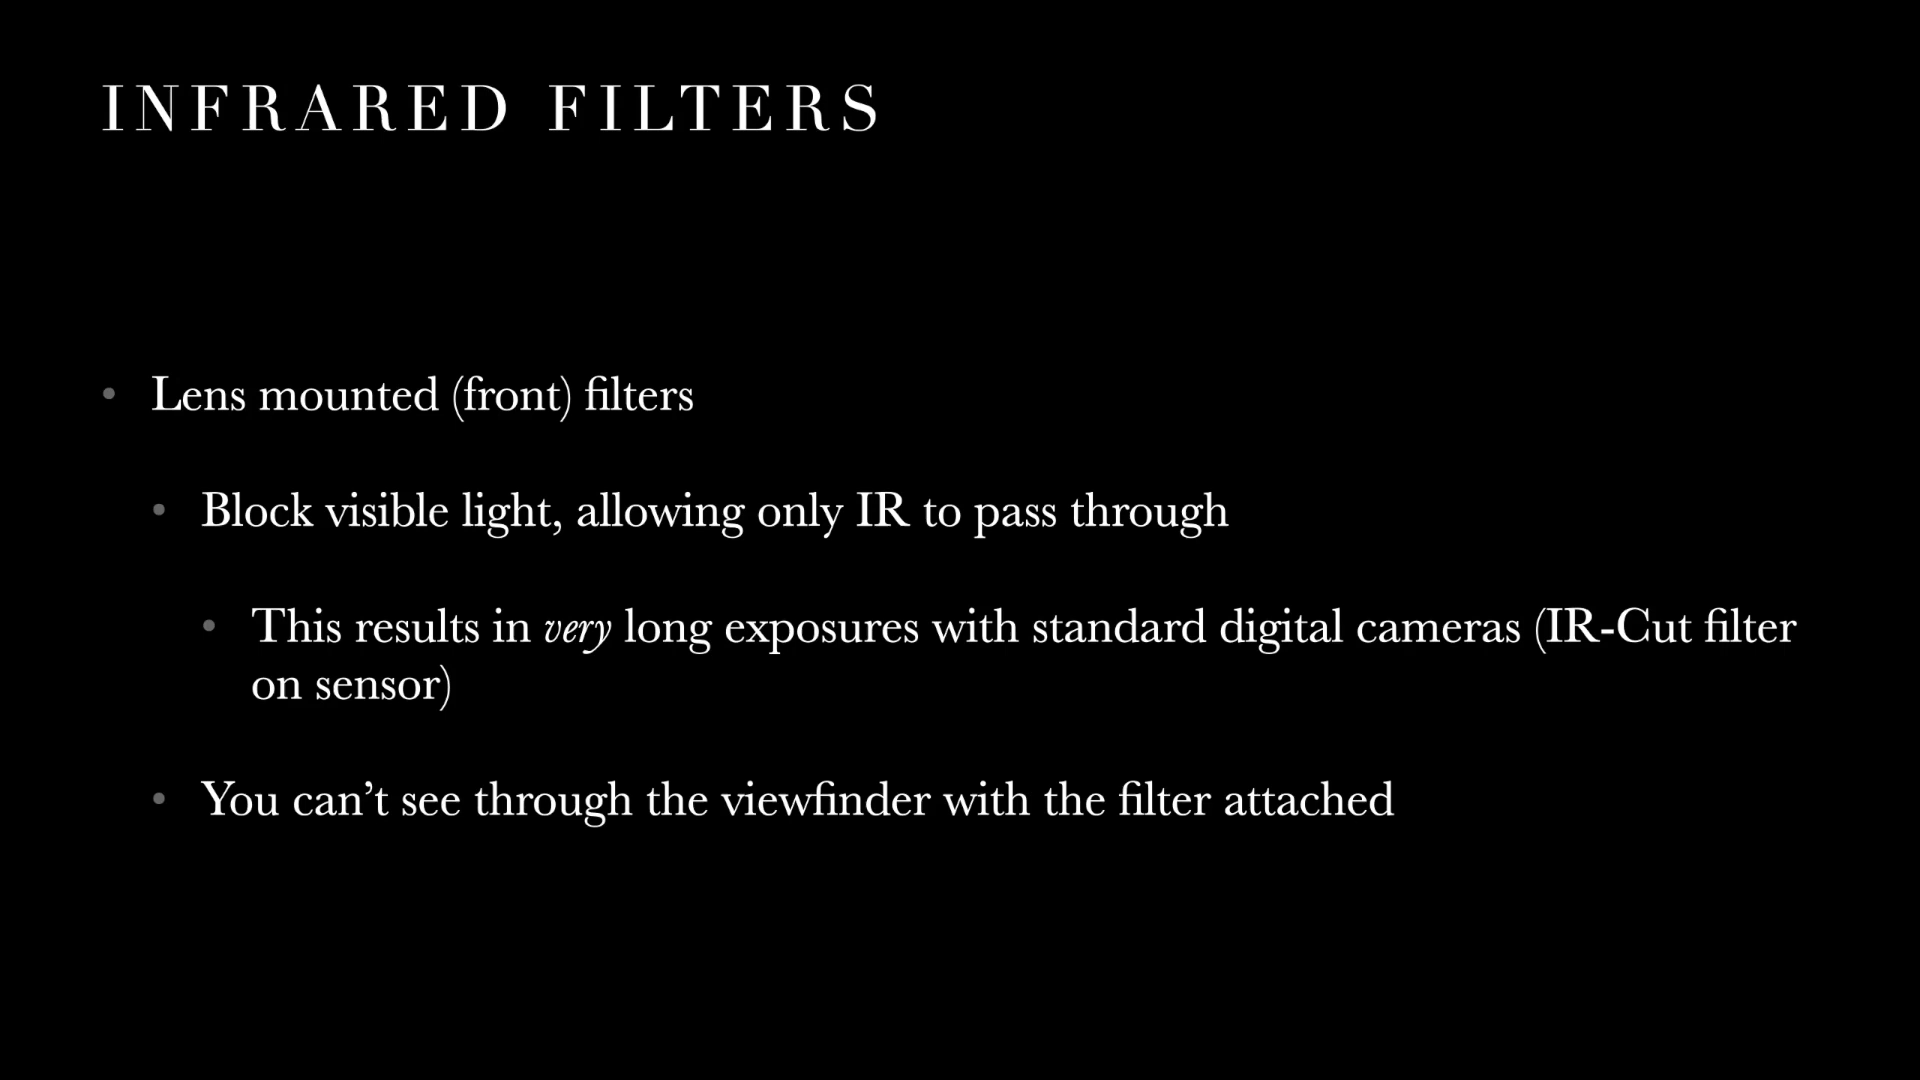 INFRARED FILTERS
• Lens mounted (front) filters
• Block visible light, allowing only IR to pass through
• This results in very long exposures with standard digital cameras (IR-Cut filter
on sensor)
• You can’t see through the viewfinder with the filter attached